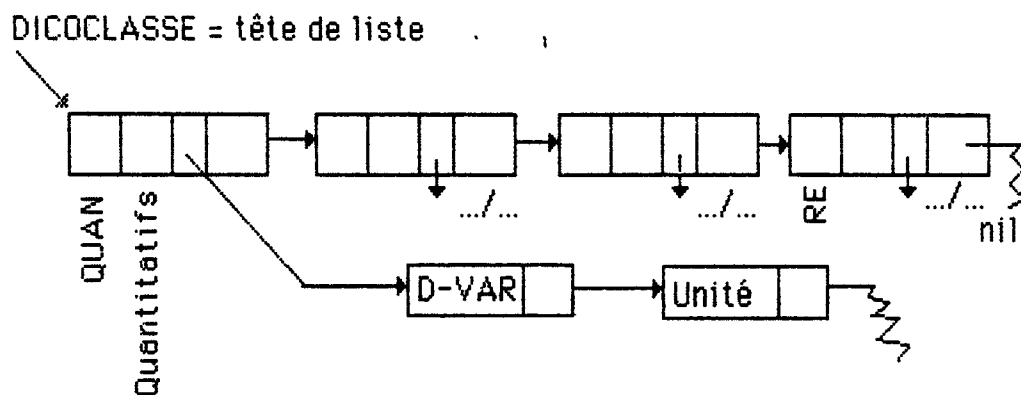 DICOCLASSE = tête de liste
.../...
.../...
.../...
nil
QUAN
Quantitatifs
RE
D-VAR
Unité